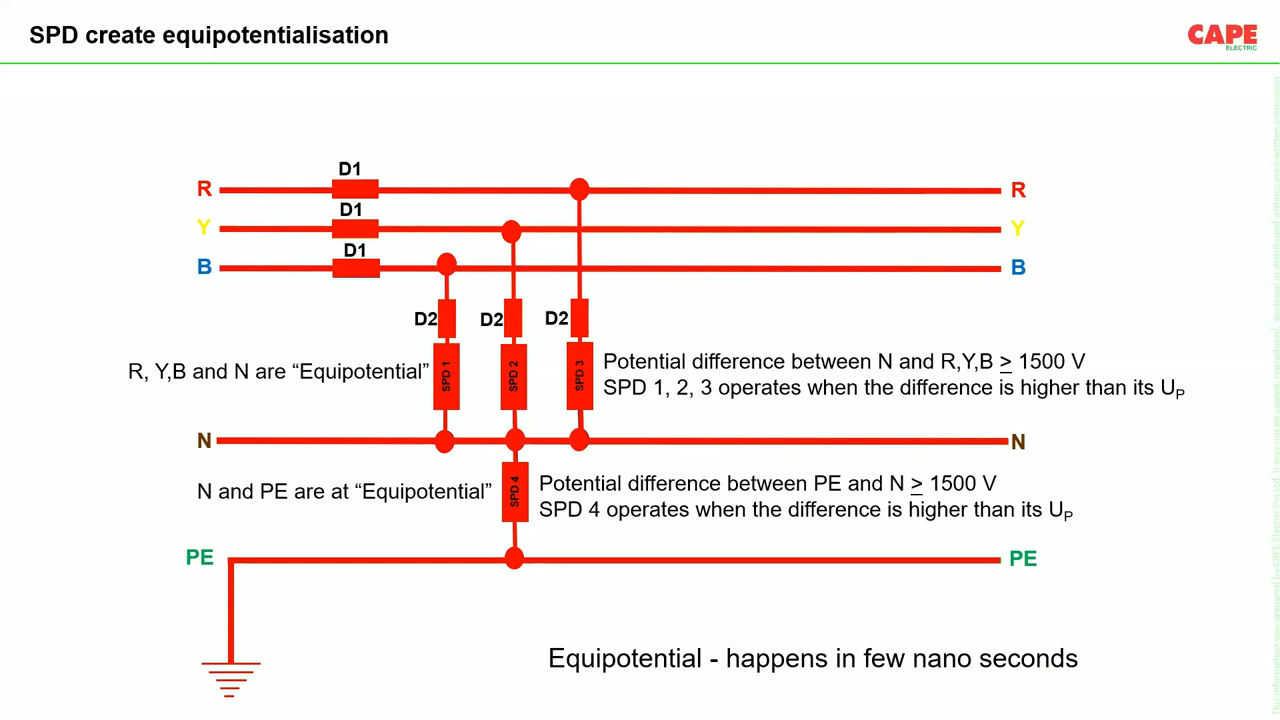 SPD create equipotentialisation
CAPE
ELECTRIC
D1
R R
D1
Y Y
D1
B B
D2 D2 D2
SPD 1 SPD 2 SPD 3
R, Y,B and N are “Equipotential”
Potential difference between N and R,Y,B ≥ 1500 V
SPD 1, 2, 3 operates when the difference is higher than its UP
N N
SPD 4
N and PE are at “Equipotential”
Potential difference between PE and N ≥ 1500 V
SPD 4 operates when the difference is higher than its UP
PE PE
Equipotential - happens in few nano seconds